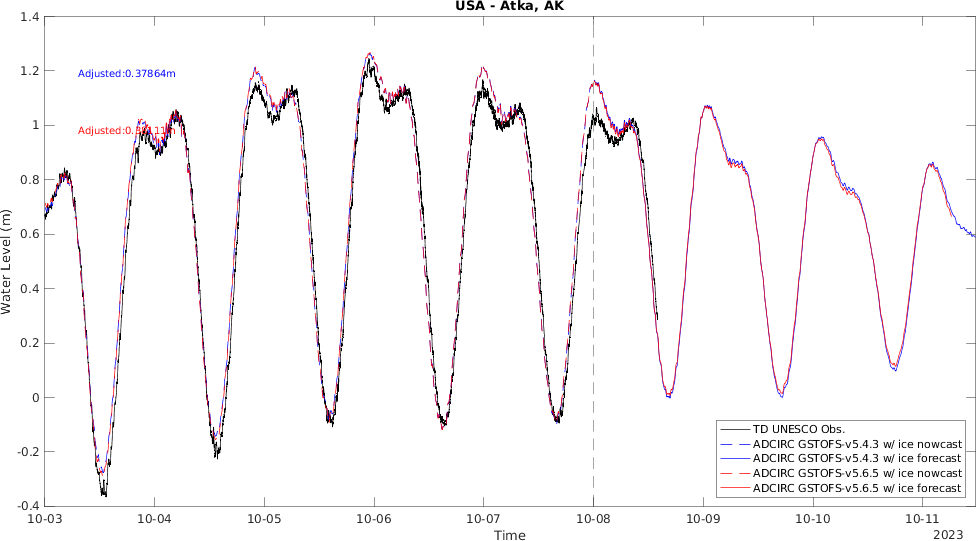 USA - Atka, AK
1.4
1.2
1
0.8
0.6
0.4
0.2
0
-0.2
-0.4
Water Level (m)
Adjusted:0.37864m
TD UNESCO Obs.
ADCIRC GSTOFS-v5.4.3 w/ ice nowcast
ADCIRC GSTOFS-v5.4.3 w/ ice forecast
ADCIRC GSTOFS-v5.6.5 w/ ice nowcast
ADCIRC GSTOFS-v5.6.5 w/ ice forecast
10-03 10-04 10-05 10-06 10-07 10-08 10-09 10-10 10-11
Time
2023